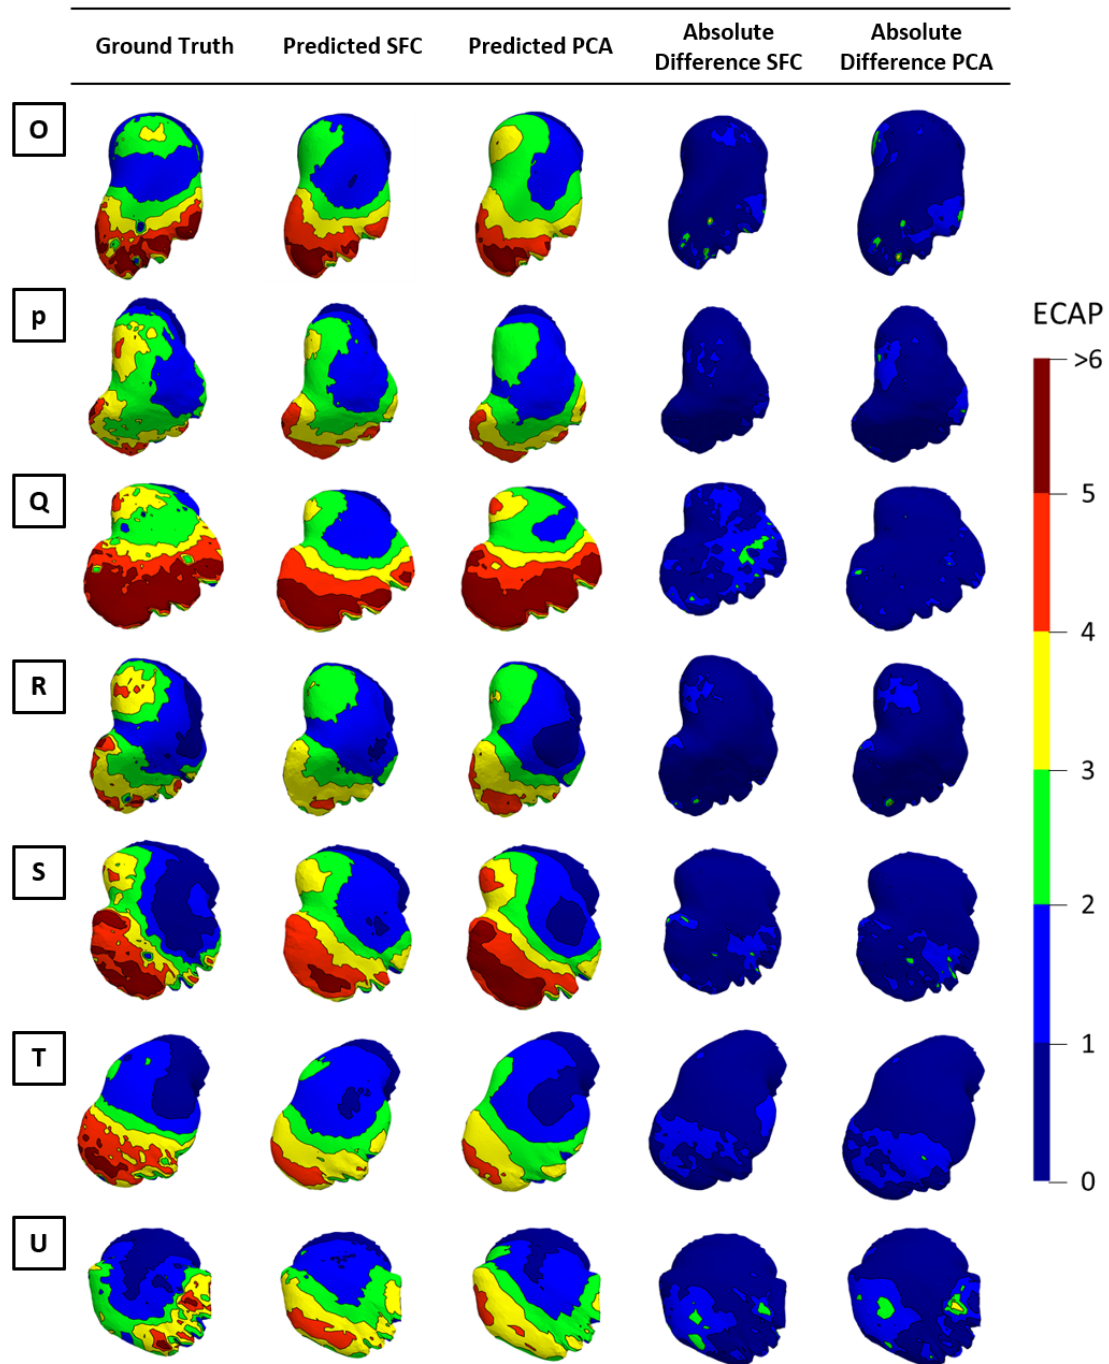 Ground Truth
Predicted SFC
Predicted PCA
Absolute
Difference SFC
Absolute
Difference PCA
O
p
Q
R
S
T
U
ECAP
>6
5
4
3
2
1
0